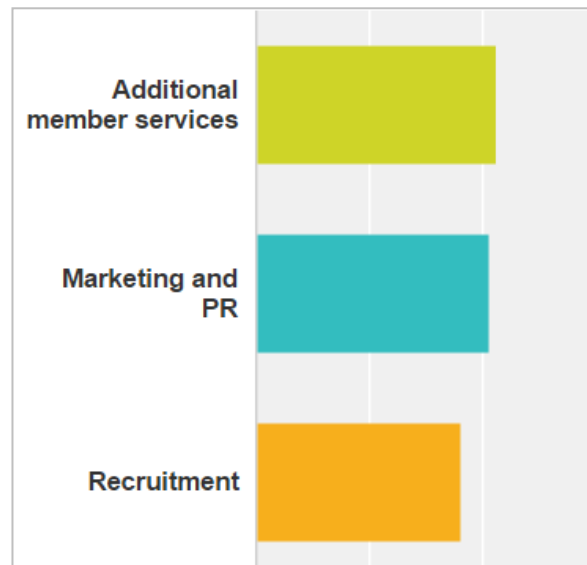 Additional
member services
Marketing and
PR
Recruitment